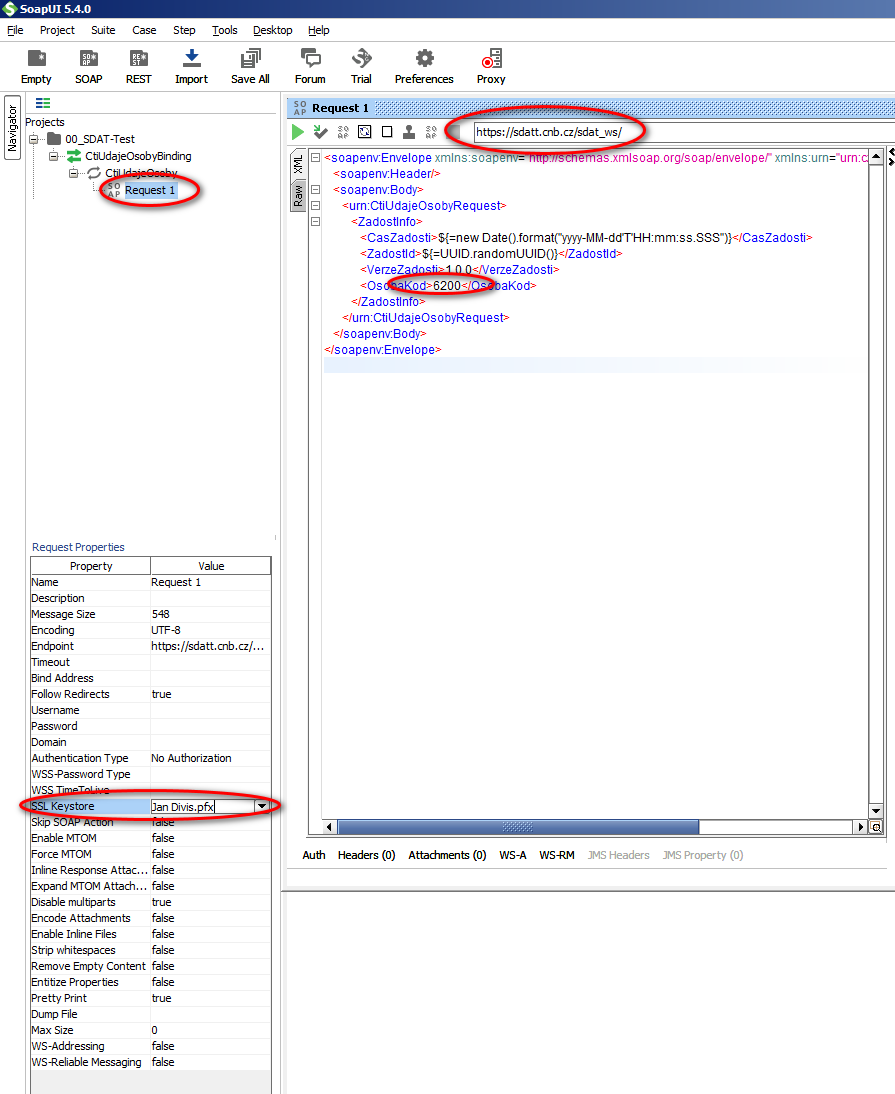 SoapUI 5.4.0
File Project Suite Case Step Tools Desktop Help
Empty SOAP REST Import Save All Forum Trial Preferences Proxy
Navigator
Projects
00_SDAT-Test
CtiUdajeOsobyBinding
CtiUdajeOsoby
Request 1
Request Properties
Property Value
Name Request 1
Description
Message Size 548
Encoding UTF-8
Endpoint https://sdatt.cnb.cz/...
Timeout
Bind Address
Follow Redirects true
Username
Password
Domain
Authentication Type No Authorization
WSS-Password Type
WSS TimeToLive
SSL Keystore Jan Divis.pfx
Skip SOAP Action false
Enable MTOM false
Force MTOM false
Inline Response Attac... false
Expand MTOM Attach... false
Disable multiparts true
Encode Attachments false
Enable Inline Files false
Strip whitespaces false
Remove Empty Content false
Entitize Properties false
Pretty Print true
Dump File
Max Size 0
WS-Addressing false
WS-Reliable Messaging false
Request 1
https://sdatt.cnb.cz/sdat_ws/
XML
Raw
<soapenv:Envelope xmlns:soapenv="http://schemas.xmlsoap.org/soap/envelope/" xmlns:urn="urn:c
<soapenv:Header/>
<soapenv:Body>
<urn:CtiUdajeOsobyRequest>
<ZadostInfo>
<CasZadosti>${=new Date().format("yyyy-MM-dd'T'HH:mm:ss.SSS")}</CasZadosti>
<ZadostId>${=UUID.randomUUID()}</ZadostId>
<VerzeZadosti>1.0.0</VerzeZadosti>
<OsobaKod>6200</OsobaKod>
</ZadostInfo>
</urn:CtiUdajeOsobyRequest>
</soapenv:Body>
</soapenv:Envelope>
Auth Headers (0) Attachments (0) WS-A WS-RM JMS Headers JMS Property (0)